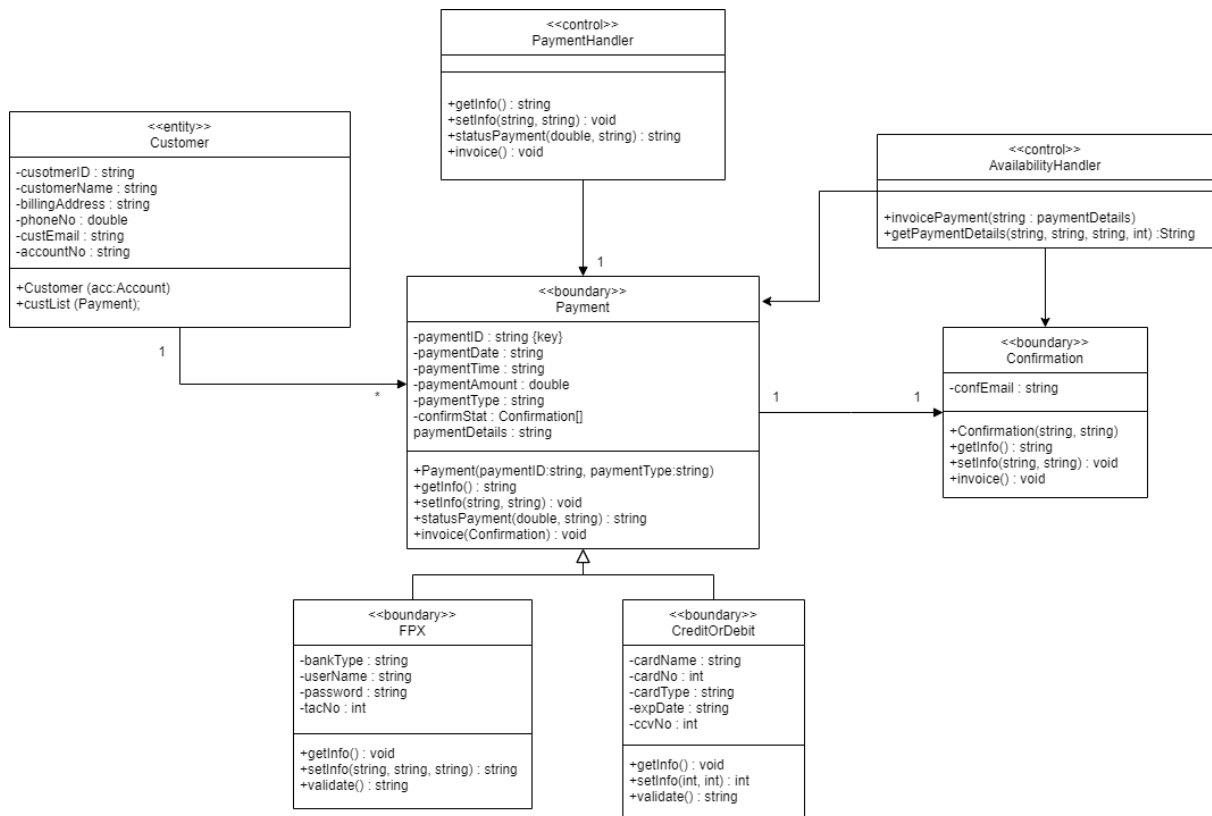 <<control>>
PaymentHandler
+getInfo() : string
+setInfo(string, string) : void
+statusPayment(double, string) : string
+invoice() : void
<<entity>>
Customer
-cusotmerID : string
-customerName : string
-billingAddress : string
-phoneNo : double
-custEmail : string
-accountNo : string
+Customer (acc:Account)
+custList (Payment);
<<control>>
AvailabilityHandler
+invoicePayment(string : paymentDetails)
+getPaymentDetails(string, string, string, int) :String
1
1
*
<<boundary>>
Payment
-paymentID : string {key}
-paymentDate : string
-paymentTime : string
-paymentAmount : double
-paymentType : string
-confirmStat : Confirmation[]
paymentDetails : string
+Payment(paymentID:string, paymentType:string)
+getInfo() : string
+setInfo(string, string) : void
+statusPayment(double, string) : string
+invoice(Confirmation) : void
1
1
<<boundary>>
Confirmation
-confEmail : string
+Confirmation(string, string)
+getInfo() : string
+setInfo(string, string) : void
+invoice() : void
<<boundary>>
FPX
-bankType : string
-userName : string
-password : string
-tacNo : int
+getInfo() : void
+setInfo(string, string, string) : string
+validate() : string
<<boundary>>
CreditOrDebit
-cardName : string
-cardNo : int
-cardType : string
-expDate : string
-ccvNo : int
+getInfo() : void
+setInfo(int, int) : int
+validate() : string